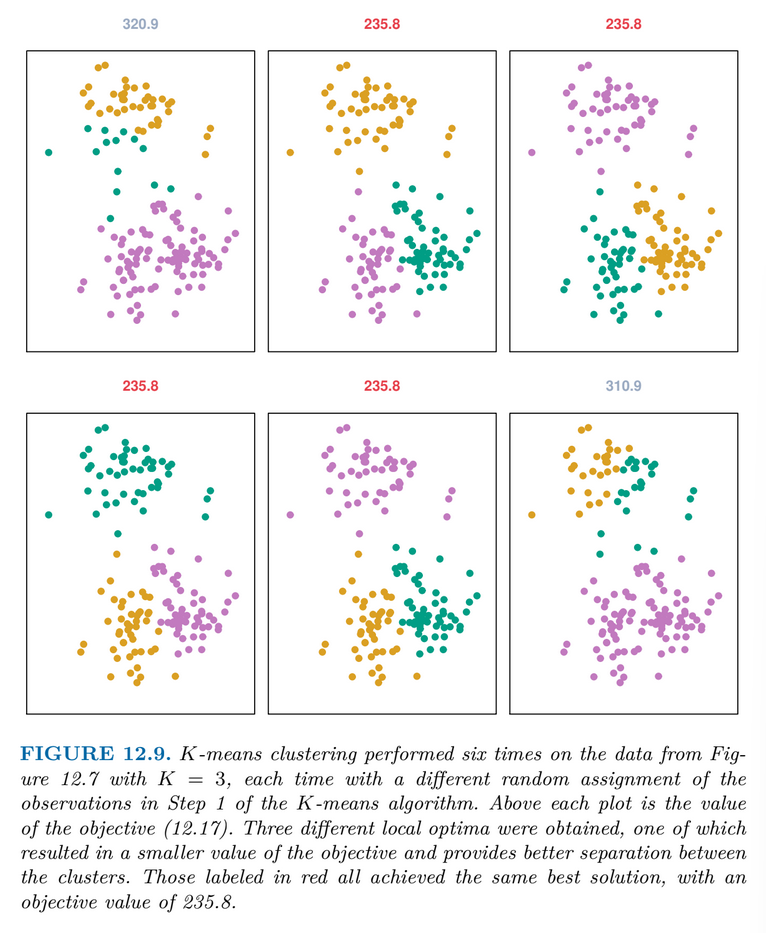 320.9 235.8 235.8
235.8 235.8 310.9
FIGURE 12.9. K-means clustering performed six times on the data from Fig-
ure 12.7 with K = 3, each time with a different random assignment of the
observations in Step 1 of the K-means algorithm. Above each plot is the value
of the objective (12.17). Three different local optima were obtained, one of which
resulted in a smaller value of the objective and provides better separation between
the clusters. Those labeled in red all achieved the same best solution, with an
objective value of 235.8.